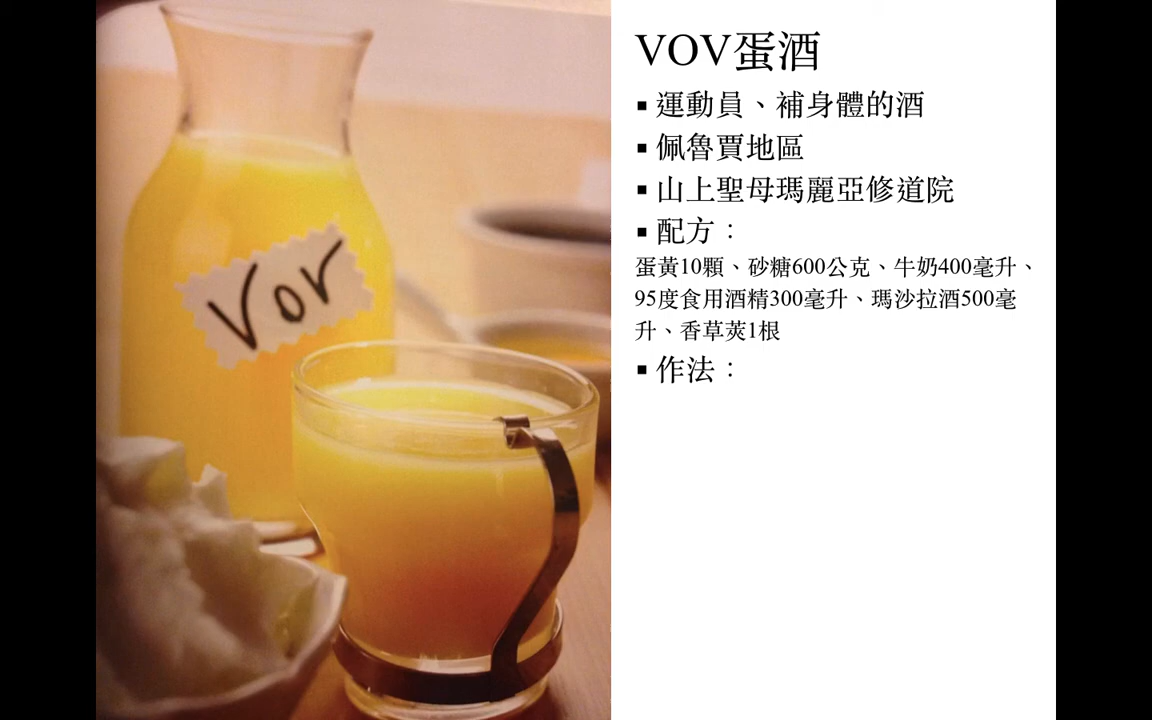 Vov
VOV蛋酒
▪ 運動員、補身體的酒
▪ 佩魯賈地區
▪ 山上聖母瑪麗亞修道院
▪ 配方：
蛋黃10顆、砂糖600公克、牛奶400毫升、
95度食用酒精300毫升、瑪沙拉酒500毫
升、香草莢1根
▪ 作法：